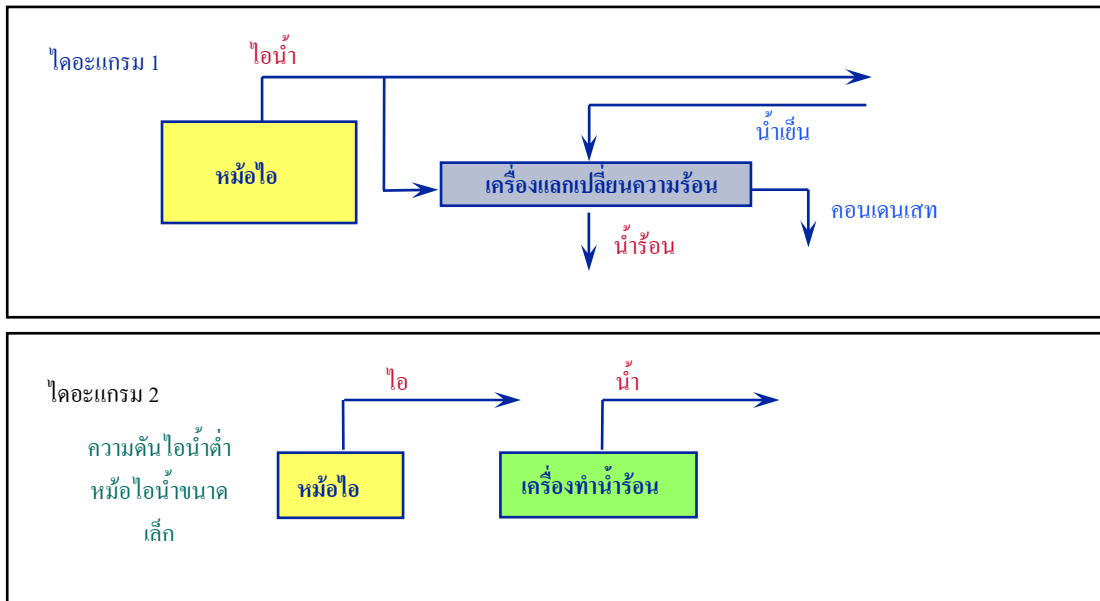 ไดอะแกรม 1
ไอน้ำ
น้ำเย็น
หม้อไอ
เครื่องแลกเปลี่ยนความร้อน
คอนเดนเสท
น้ำร้อน
ไดอะแกรม 2
ไอ
น้ำ
ความดันไอน้ำต่ำ
หม้อไอน้ำขนาด
เล็ก
หม้อไอ
เครื่องทำน้ำร้อน